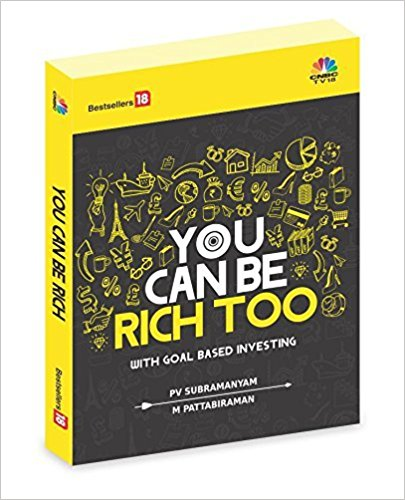 Bestsellers 18
CNBC
TV18
YOU
CAN BE
RICH TOO
WITH GOAL BASED INVESTING
PV SUBRAMANYAM
M PATTABIRAMAN
YOU CAN BE RICH
Bestsellers 18